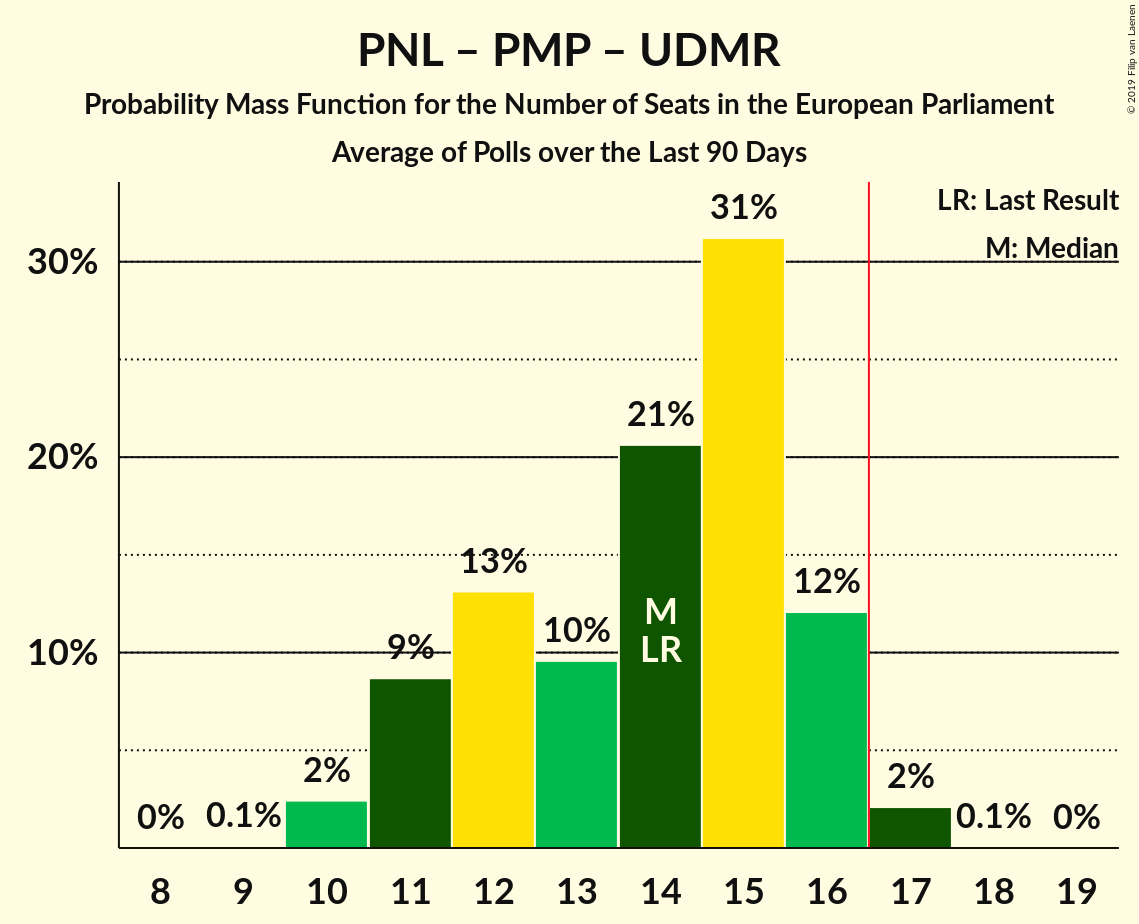 PNL – PMP – UDMR
Probability Mass Function for the Number of Seats in the European Parliament
Average of Polls over the Last 90 Days
© 2019 Filip van Laenen
LR: Last Result
M: Median
30%
20%
10%
0%
0.1%
2%
9%
13%
10%
21%
31%
12%
2%
0.1%
0%
M
LR
8 9 10 11 12 13 14 15 16 17 18 19